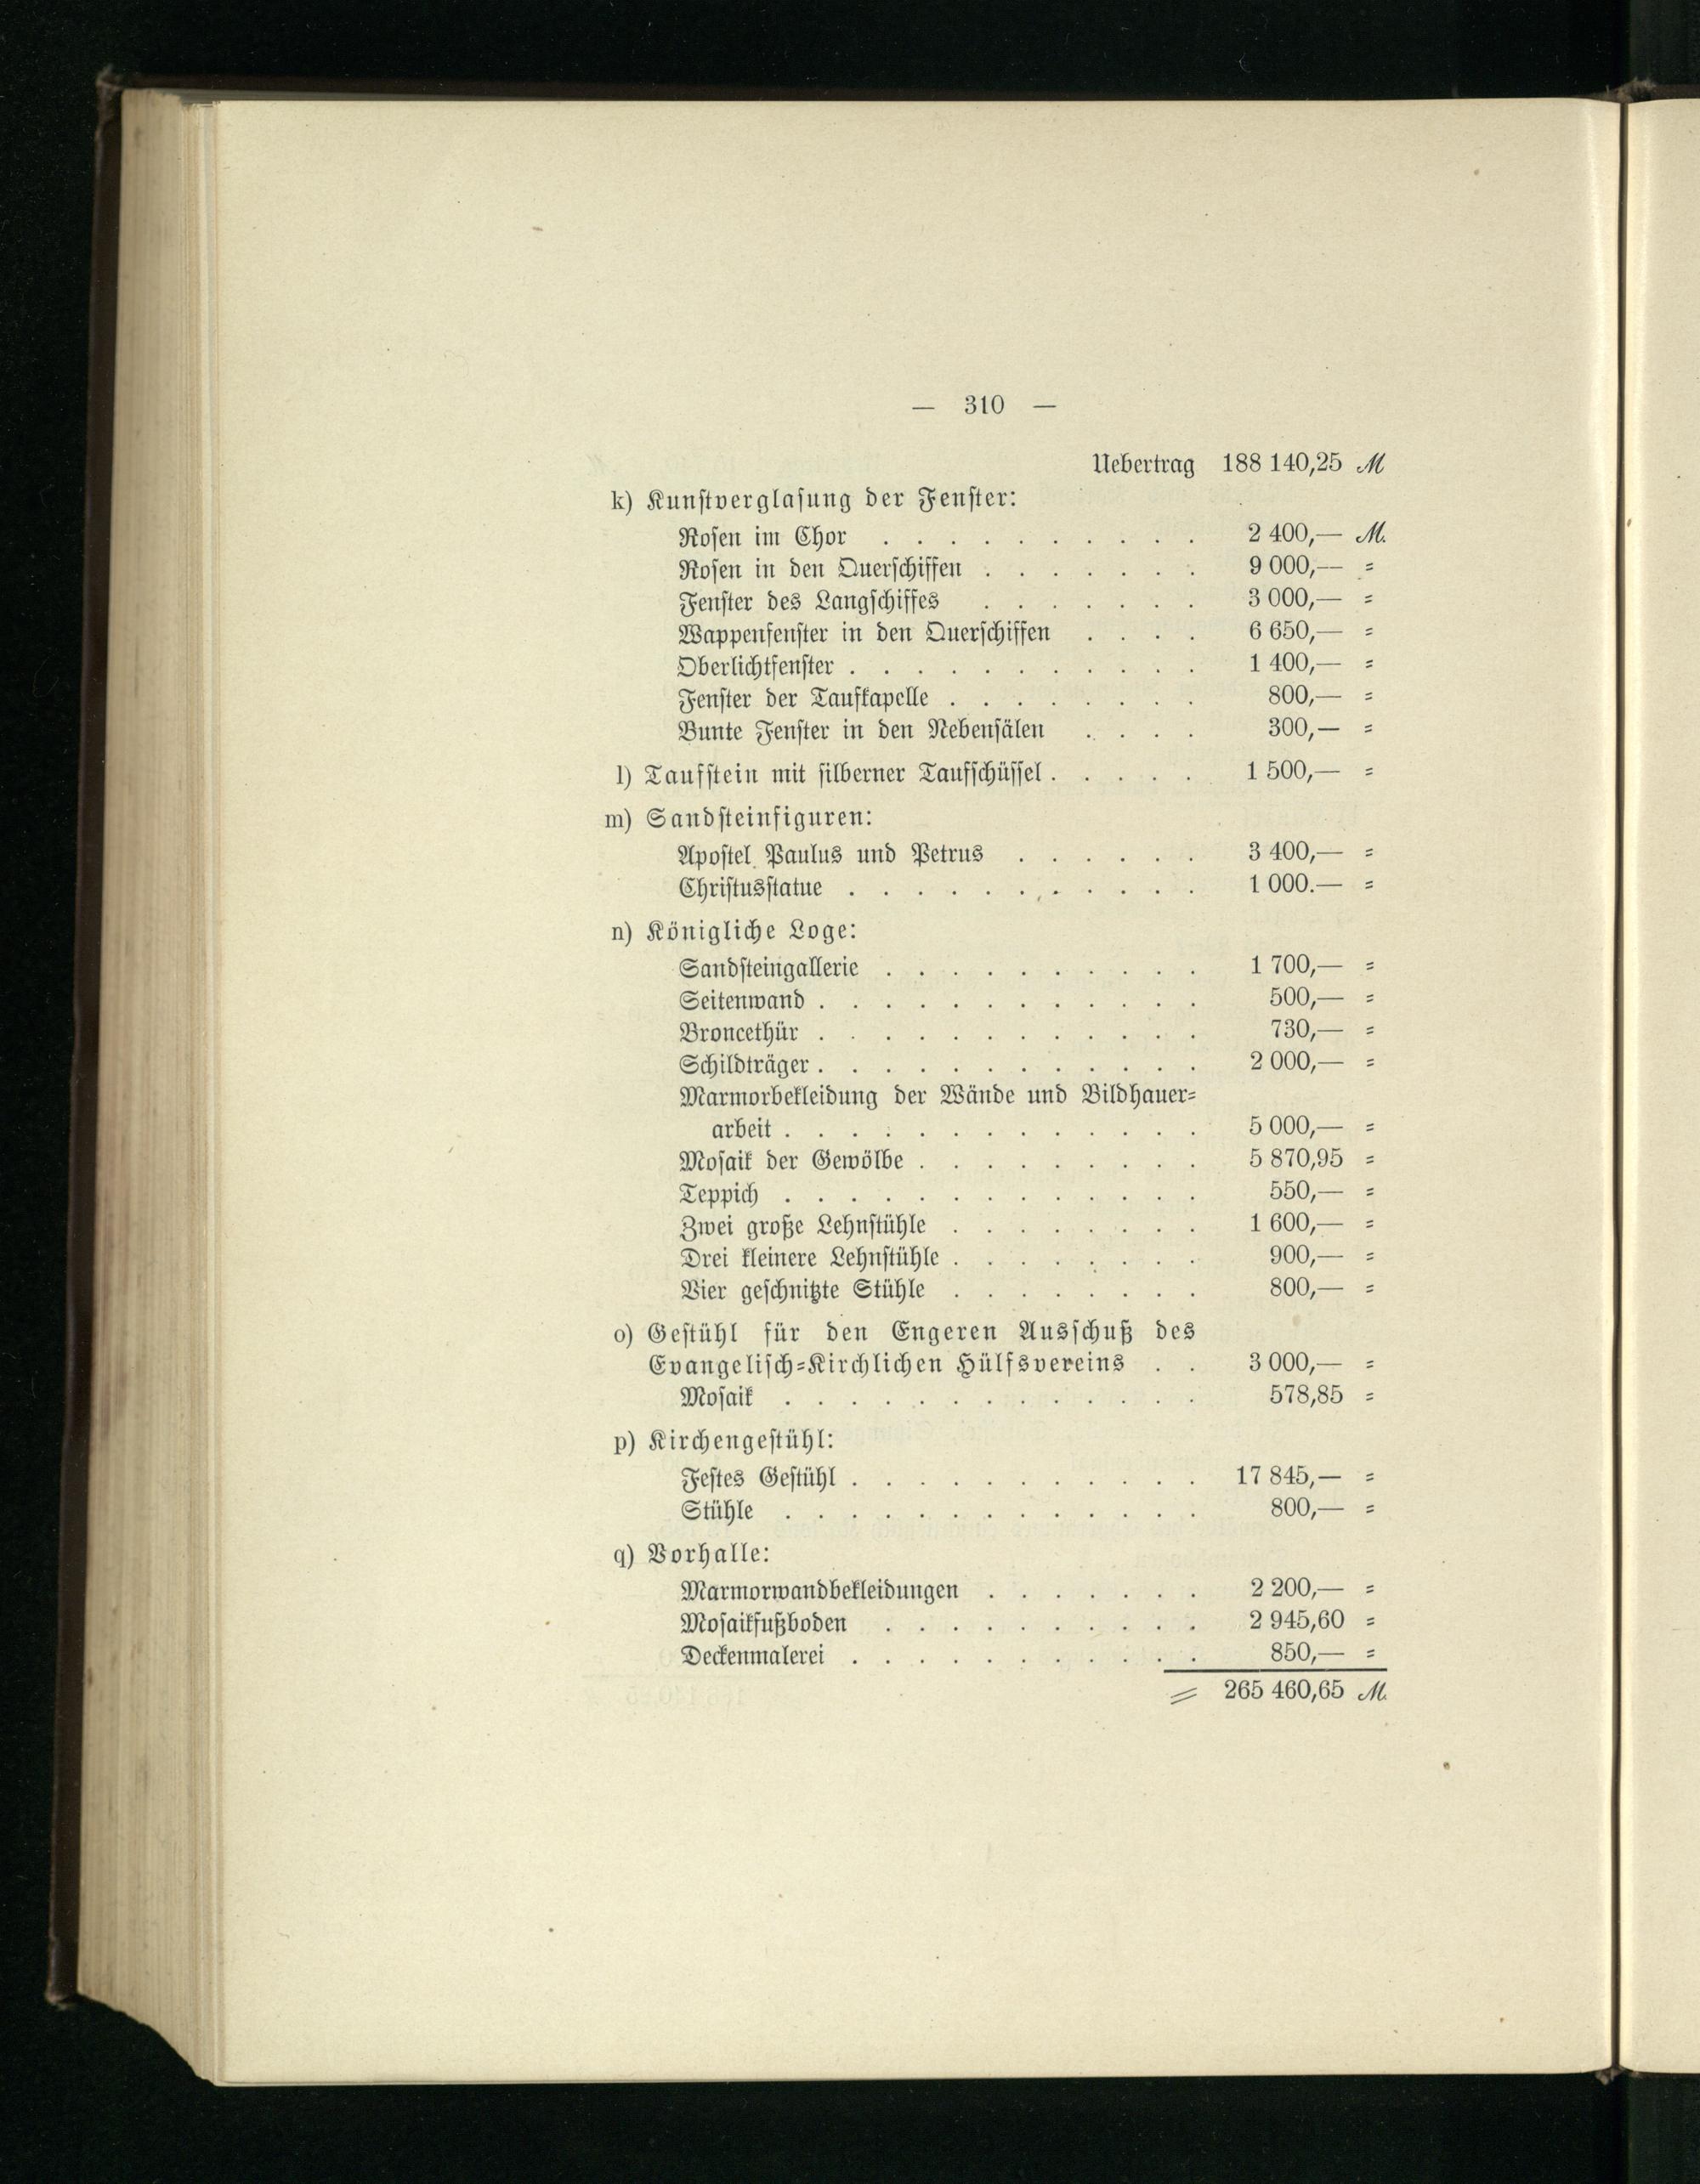 — 310 —
Uebertrag 188 140,25 ℳ
k) Kunstverglasung der Fenster:
Rosen im Chor . . . . . . . . . . 2 400,— ℳ.
Rosen in den Querschiffen . . . . . . . 9 000,— =
Fenster des Langschiffes . . . . . . . 3 000,— =
Wappenfenster in den Querschiffen . . . . 6 650,— =
Oberlichtfenster . . . . . . . . . . . 1 400,— =
Fenster der Taufkapelle . . . . . . . . 800,— =
Bunte Fenster in den Nebensälen . . . . 300,— =
l) Taufstein mit silberner Taufschüssel . . . . . 1 500,— =
m) Sandsteinfiguren:
Apostel Paulus und Petrus . . . . . . 3 400,— =
Christusstatue . . . . . . . . . . . 1 000.— =
n) Königliche Loge:
Sandsteingallerie . . . . . . . . . . 1 700,— =
Seitenwand . . . . . . . . . . . . 500,— =
Broncethür . . . . . . . . . . . . 730,— =
Schildträger . . . . . . . . . . . . 2 000,— =
Marmorbekleidung der Wände und Bildhauer=
arbeit . . . . . . . . . . . . . 5 000,— =
Mosaik der Gewölbe . . . . . . . . . 5 870,95 =
Teppich . . . . . . . . . . . . . 550,— =
Zwei große Lehnstühle . . . . . . . . 1 600,— =
Drei kleinere Lehnstühle . . . . . . . . 900,— =
Vier geschnitzte Stühle . . . . . . . . 800,— =
o) Gestühl für den Engeren Ausschuß des
Evangelisch=Kirchlichen Hülfsvereins . . 3 000,— =
Mosaik . . . . . . . . . . . . . 578,85 =
p) Kirchengestühl:
Festes Gestühl . . . . . . . . . . . 17 845,— =
Stühle . . . . . . . . . . . . . 800,— =
q) Vorhalle:
Marmorwandbekleidungen . . . . . . . 2 200,— =
Mosaikfußboden . . . . . . . . . . 2 945,60 =
Deckenmalerei . . . . . . . . . . . 850,— =
= 265 460,65 ℳ.